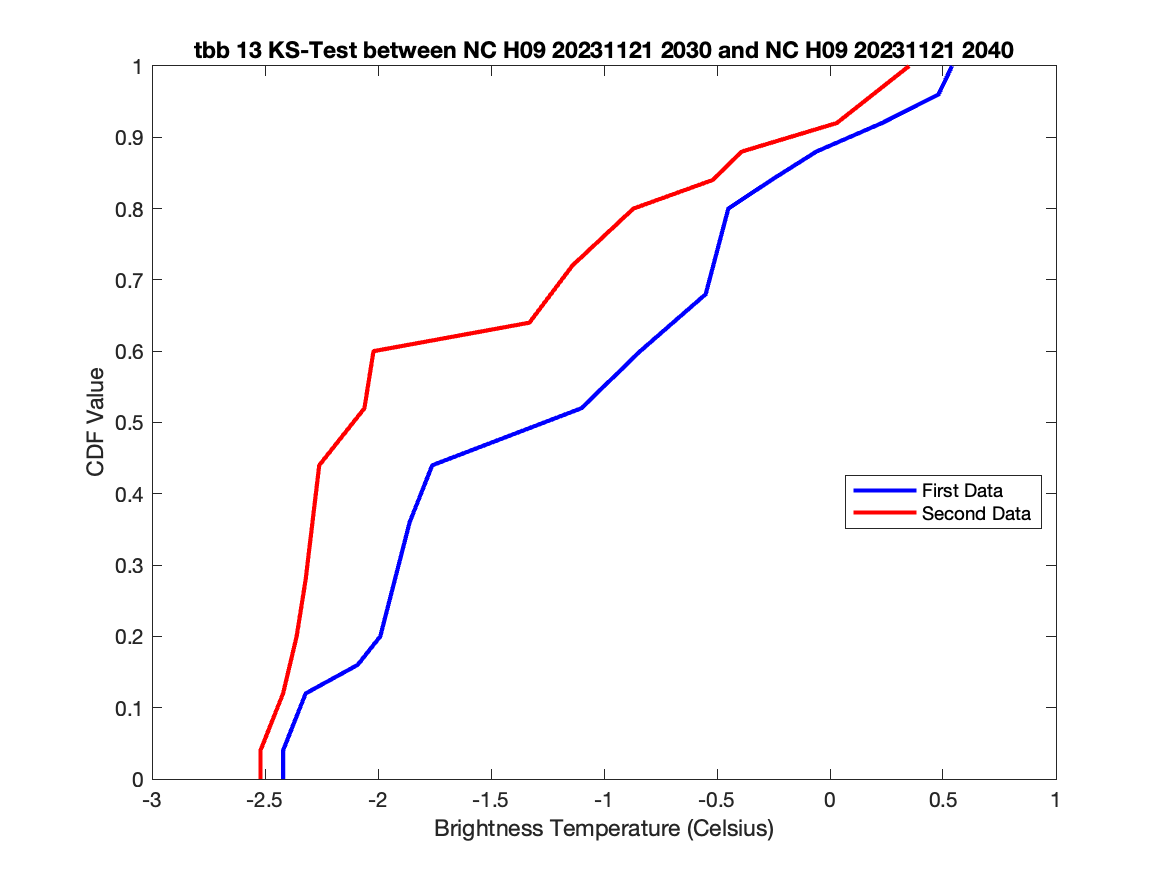 tbb 13 KS-Test between NC H09 20231121 2030 and NC H09 20231121 2040
1
0.9
0.8
0.7
0.6
0.5
0.4
0.3
0.2
0.1
0
CDF Value
First Data
Second Data
-3 -2.5 -2 -1.5 -1 -0.5 0 0.5 1
Brightness Temperature (Celsius)